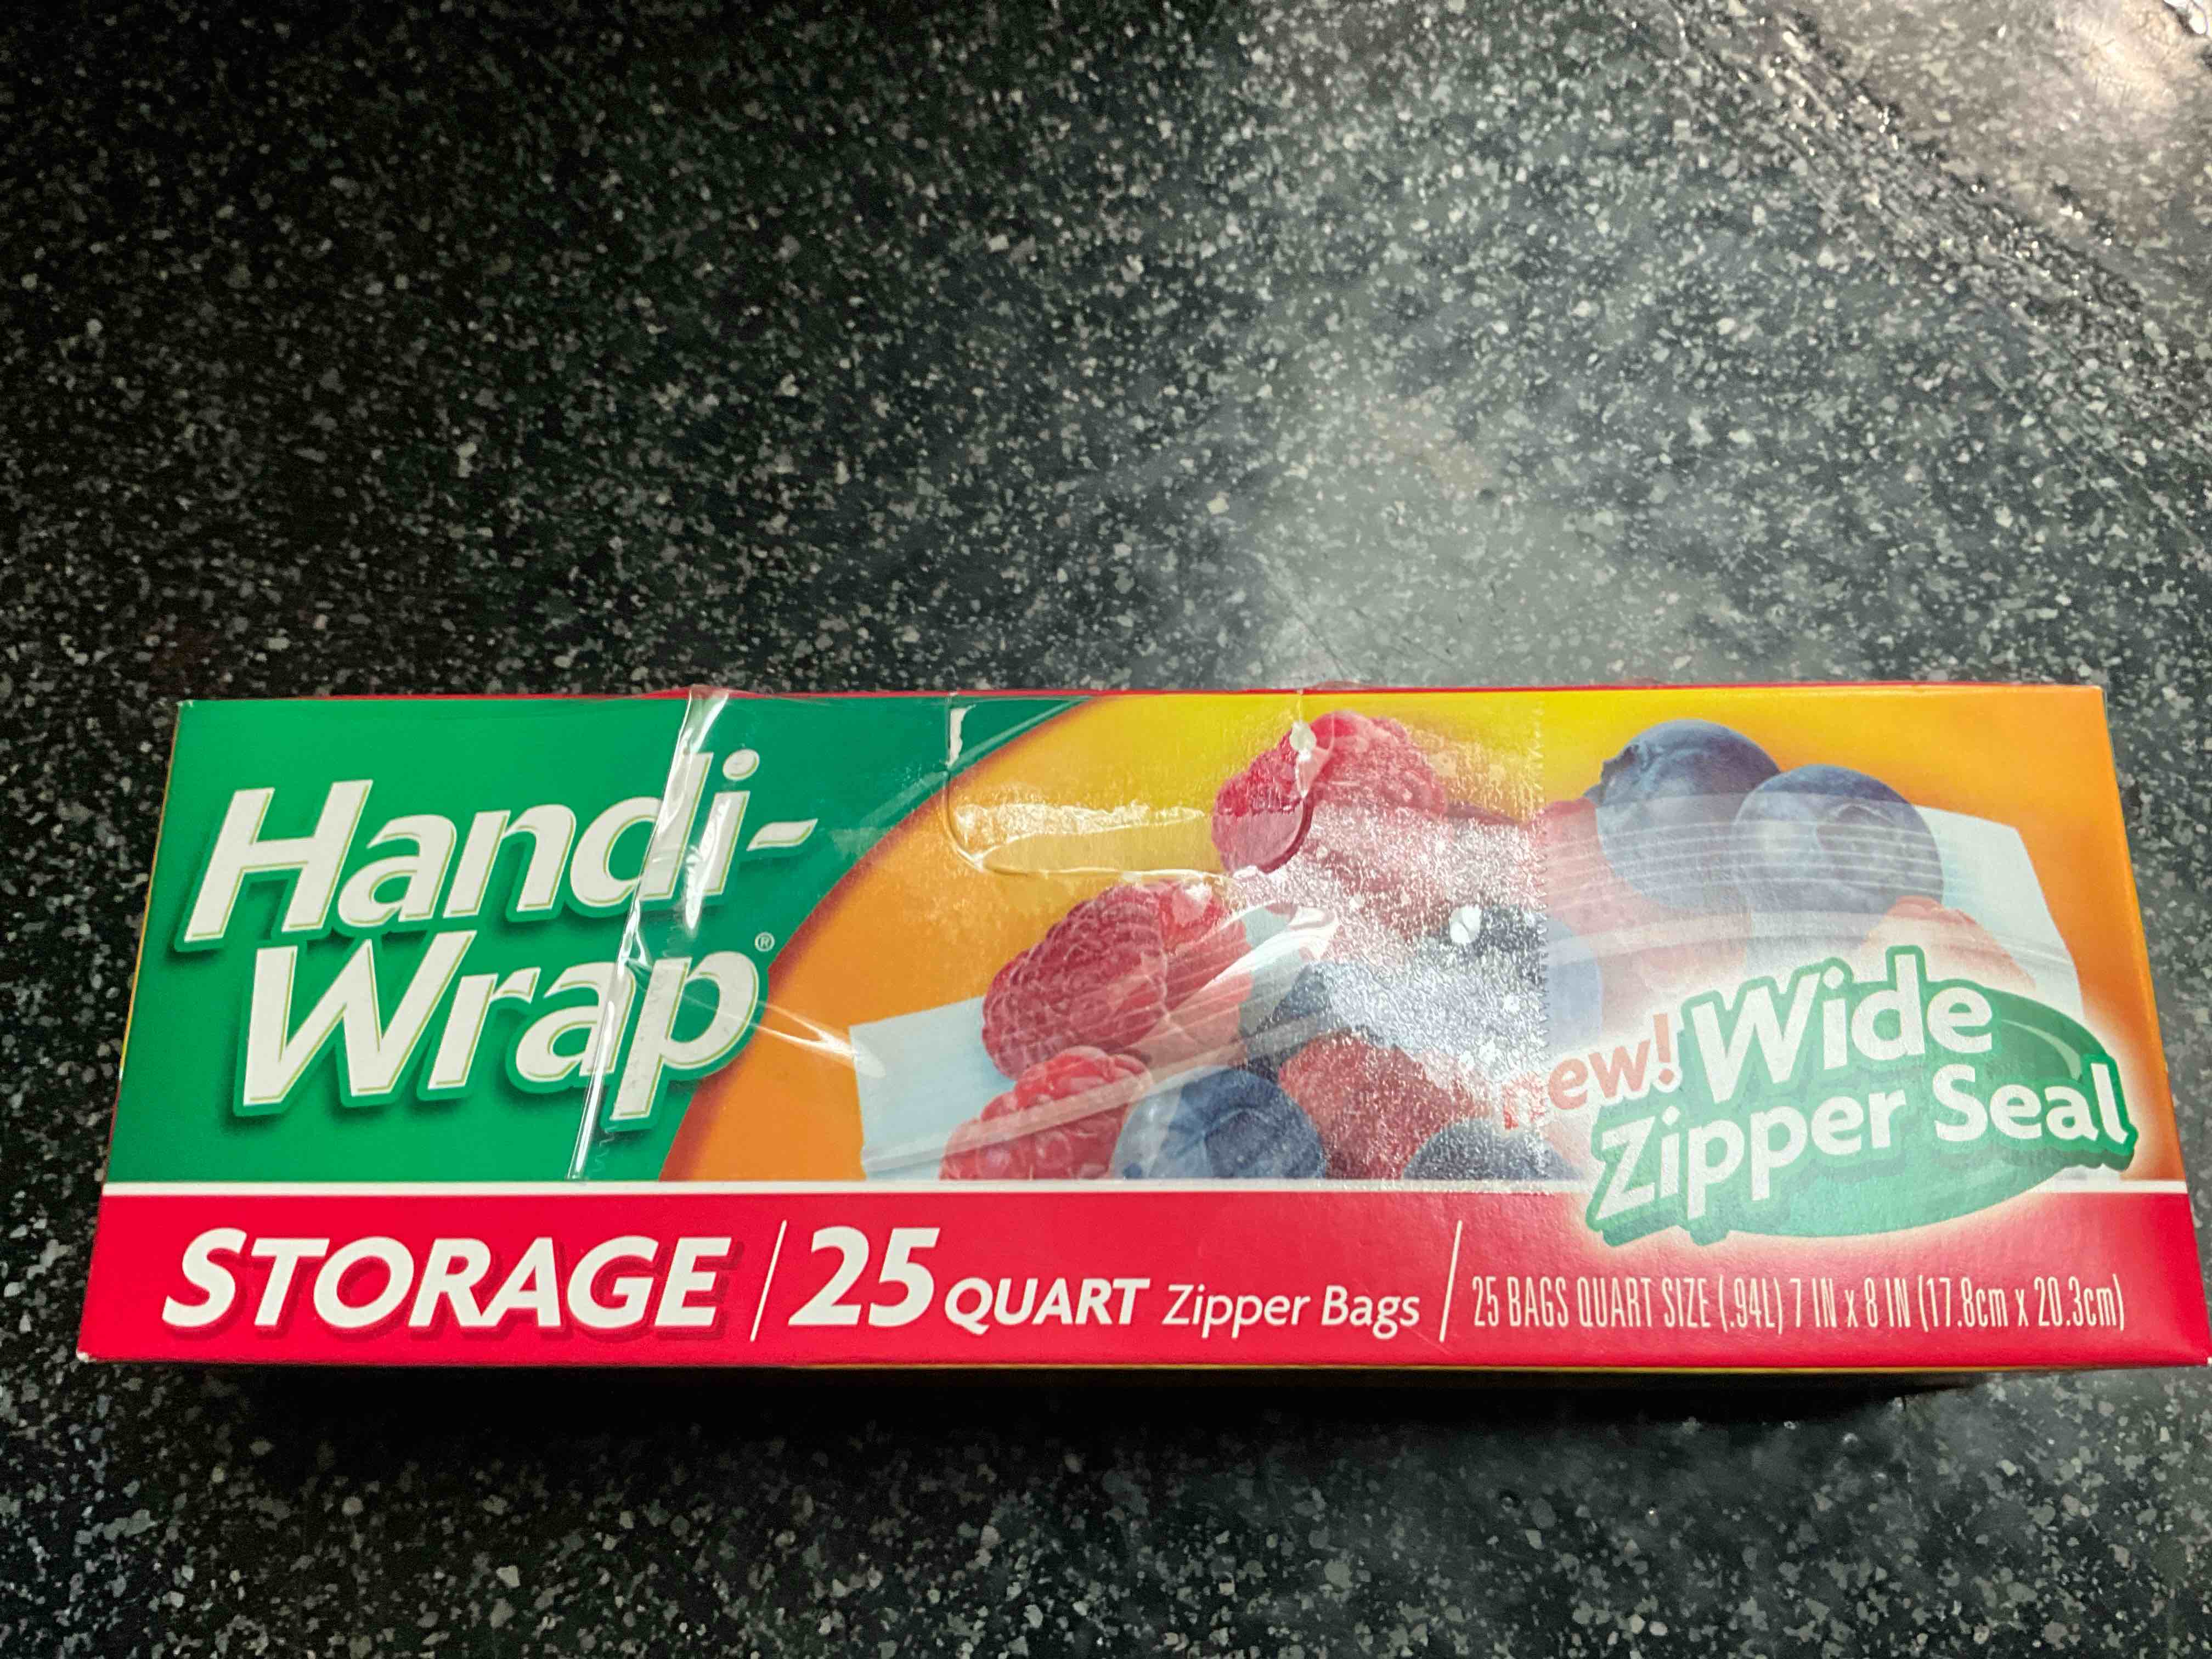 Handi-
Wrap®
new! Wide
Zipper Seal
STORAGE / 25 QUART Zipper Bags / 25 BAGS QUART SIZE (.94L) 7 IN x 8 IN (17.8cm x 20.3cm)